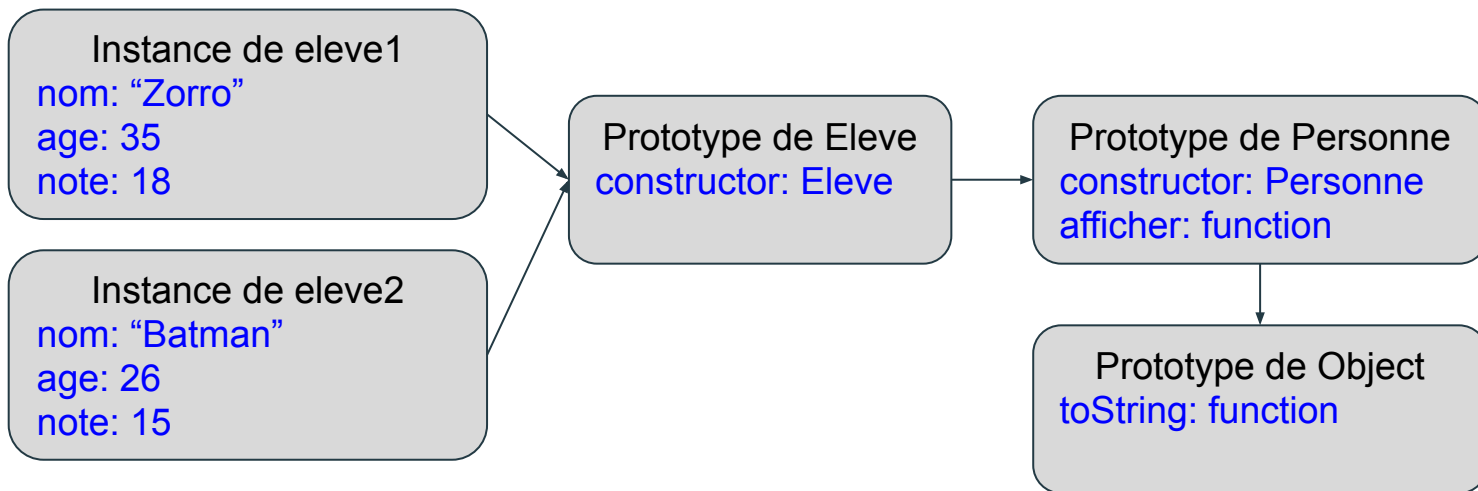 Instance de eleve1
nom: “Zorro”
age: 35
note: 18
Instance de eleve2
nom: “Batman”
age: 26
note: 15
Prototype de Eleve
constructor: Eleve
Prototype de Personne
constructor: Personne
afficher: function
Prototype de Object
toString: function